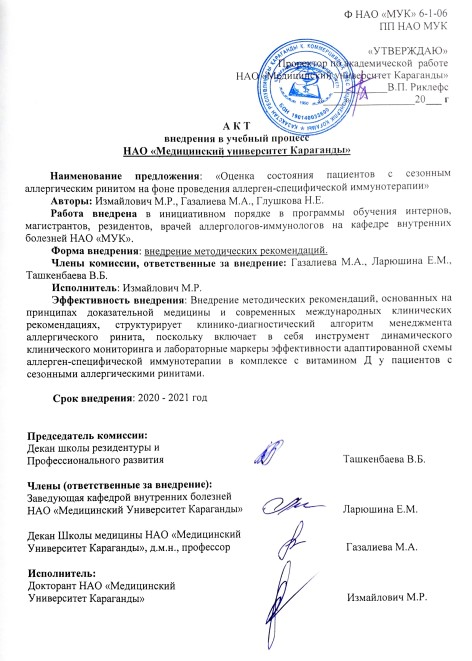 Ф НАО «МУК» 6-1-06
ПП НАО МУК
«УТВЕРЖДАЮ»
Проректор по академической работе
НАО «Медицинский университет Караганды»
В.П. Риклефс
20___ г
А К Т
внедрения в учебный процесс
НАО «Медицинский университет Караганды»
Наименование предложения: «Оценка состояния пациентов с сезонным
аллергическим ринитом на фоне проведения аллерген-специфической иммунотерапии»
Авторы: Измайлович М.Р., Газалиева М.А., Глушкова Н.Е.
Работа внедрена в инициативном порядке в программы обучения интернов,
магистрантов, резидентов, врачей аллергологов-иммунологов на кафедре внутренних
болезней НАО «МУК».
Форма внедрения: внедрение методических рекомендаций.
Члены комиссии, ответственные за внедрение: Газалиева М.А., Ларюшина Е.М.,
Ташкенбаева В.Б.
Исполнитель: Измайлович М.Р.
Эффективность внедрения: Внедрение методических рекомендаций, основанных на
принципах доказательной медицины и современных международных клинических
рекомендациях, структурирует клинико-диагностический алгоритм менеджмента
аллергического ринита, поскольку включает в себя инструмент динамического
клинического мониторинга и лабораторные маркеры эффективности адаптированной схемы
аллерген-специфической иммунотерапии в комплексе с витамином Д у пациентов с
сезонными аллергическими ринитами.
Срок внедрения: 2020 - 2021 год
Председатель комиссии:
Декан школы резидентуры и
Профессионального развития Ташкенбаева В.Б.
Члены (ответственные за внедрение):
Заведующая кафедрой внутренних болезней
НАО «Медицинский Университет Караганды» Ларюшина Е.М.
Декан Школы медицины НАО «Медицинский
Университет Караганды», д.м.н., профессор Газалиева М.А.
Исполнитель:
Докторант НАО «Медицинский
Университет Караганды» Измайлович М.Р.